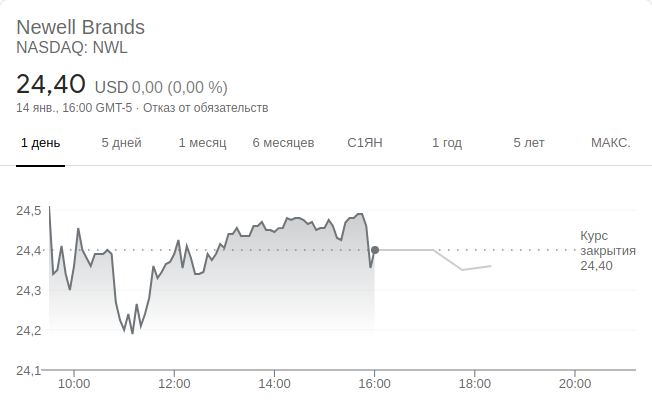 Newell Brands
NASDAQ: NWL
24,40 USD 0,00 (0,00 %)
14 янв., 16:00 GMT-5 · Отказ от обязательств
1 день 5 дней 1 месяц 6 месяцев С1ЯН 1 год 5 лет МАКС.
24,5
Курс
24,4 закрытия
24,40
24,3
24,2
24,1
10:00 12:00 14:00 16:00 18:00 20:00